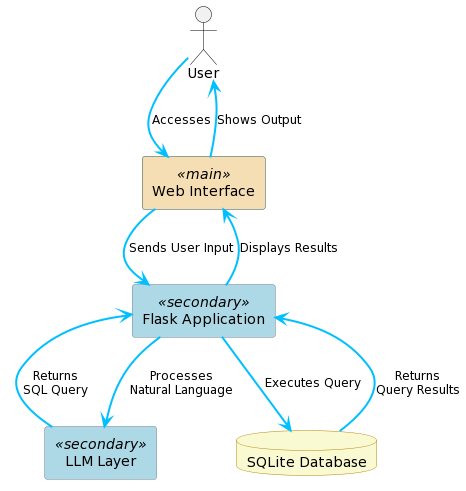 User
Accesses
Shows Output
«main»
Web Interface
Sends User Input
Displays Results
«secondary»
Flask Application
Returns
SQL Query
Processes
Natural Language
Executes Query
Returns
Query Results
«secondary»
LLM Layer
SQLite Database